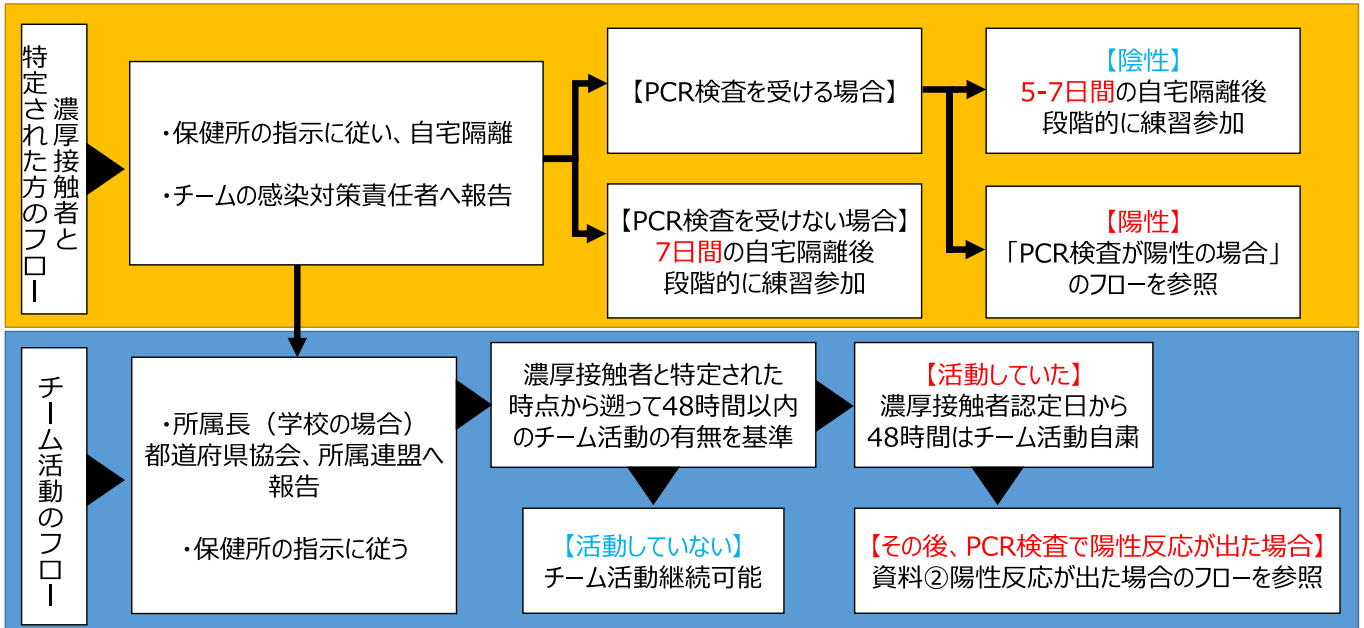 濃厚接触者と
特定された方のフロー
・保健所の指示に従い、自宅隔離
・チームの感染対策責任者へ報告
【PCR検査を受ける場合】
【PCR検査を受けない場合】
7日間の自宅隔離後
段階的に練習参加
【陰性】
5-7日間の自宅隔離後
段階的に練習参加
【陽性】
「PCR検査が陽性の場合」
のフローを参照
チーム活動のフロー
・所属長（学校の場合）
都道府県協会、所属連盟へ
報告
・保健所の指示に従う
濃厚接触者と特定された
時点から遡って48時間以内
のチーム活動の有無を基準
【活動していない】
チーム活動継続可能
【活動していた】
濃厚接触者認定日から
48時間はチーム活動自粛
【その後、PCR検査で陽性反応が出た場合】
資料②陽性反応が出た場合のフローを参照